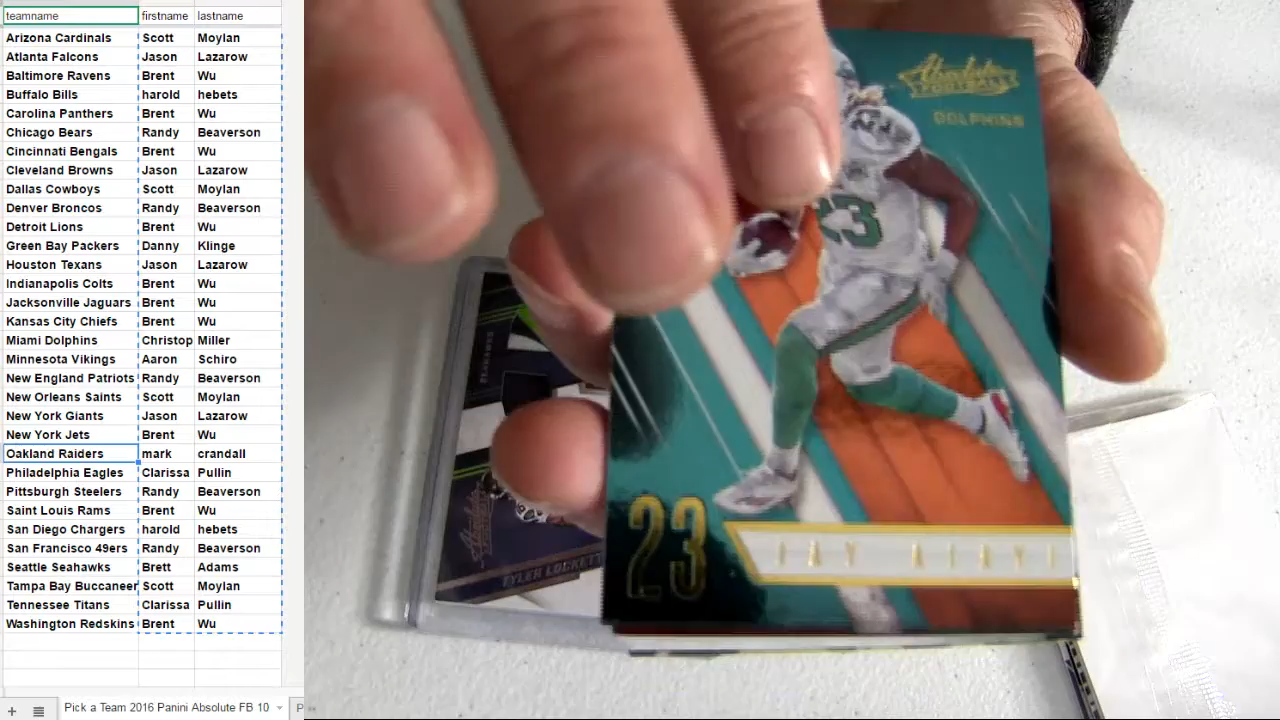 teamname firstname lastname
Arizona Cardinals Scott Moylan
Atlanta Falcons Jason Lazarow
Baltimore Ravens Brent Wu
Buffalo Bills harold hebets
Carolina Panthers Brent Wu
Chicago Bears Randy Beaverson
Cincinnati Bengals Brent Wu
Cleveland Browns Jason Lazarow
Dallas Cowboys Scott Moylan
Denver Broncos Randy Beaverson
Detroit Lions Brent Wu
Green Bay Packers Danny Klinge
Houston Texans Jason Lazarow
Indianapolis Colts Brent Wu
Jacksonville Jaguars Brent Wu
Kansas City Chiefs Brent Wu
Miami Dolphins Christop Miller
Minnesota Vikings Aaron Schiro
New England Patriots Randy Beaverson
New Orleans Saints Scott Moylan
New York Giants Jason Lazarow
New York Jets Brent Wu
Oakland Raiders mark crandall
Philadelphia Eagles Clarissa Pullin
Pittsburgh Steelers Randy Beaverson
Saint Louis Rams Brent Wu
San Diego Chargers harold hebets
San Francisco 49ers Randy Beaverson
Seattle Seahawks Brett Adams
Tampa Bay Buccaneer Scott Moylan
Tennessee Titans Clarissa Pullin
Washington Redskins Brent Wu
Pick a Team 2016 Panini Absolute FB 10
Absolute
FOOTBALL
DOLPHINS
23
23
SEAHAWKS
Absolute
TYLER LOCKETT